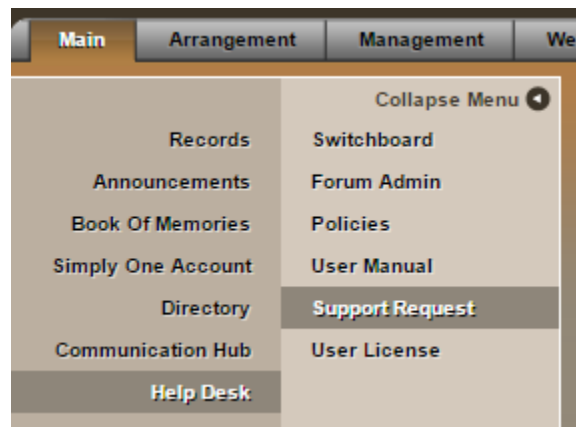 Main Arrangement Management We
Collapse Menu
Records
Announcements
Book Of Memories
Simply One Account
Directory
Communication Hub
Help Desk
Switchboard
Forum Admin
Policies
User Manual
Support Request
User License